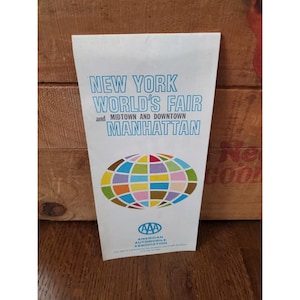 NEW YORK
WORLD'S FAIR
and MIDTOWN AND DOWNTOWN
MANHATTAN
AAA
AMERICAN
AUTOMOBILE
ASSOCIATION